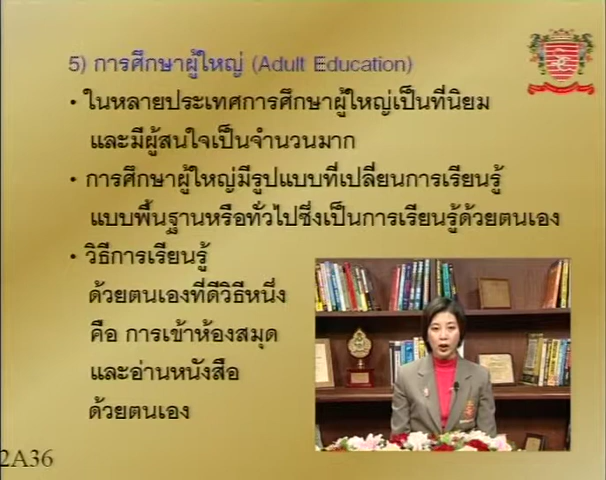 5) การศึกษาผู้ใหญ่ (Adult Education)
• ในหลายประเทศการศึกษาผู้ใหญ่เป็นที่นิยม
และมีผู้สนใจเป็นจำนวนมาก
• การศึกษาผู้ใหญ่มีรูปแบบที่เปลี่ยนการเรียนรู้
แบบพื้นฐานหรือทั่วไปซึ่งเป็นการเรียนรู้ด้วยตนเอง
• วิธีการเรียนรู้
ด้วยตนเองที่ดีวิธีหนึ่ง
คือ การเข้าห้องสมุด
และอ่านหนังสือ
ด้วยตนเอง
2A36